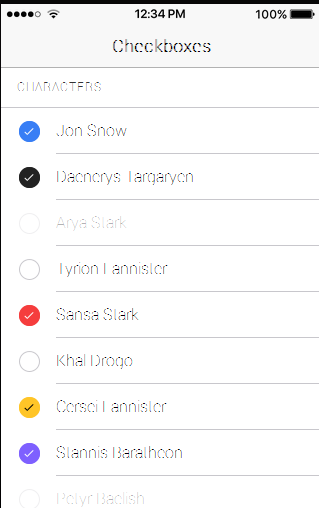 12:34 PM 100%
Checkboxes
CHARACTERS
Jon Snow
Daenerys Targaryen
Arya Stark
Tyrion Lannister
Sansa Stark
Khal Drogo
Cersei Lannister
Stannis Baratheon
Petyr Baelish